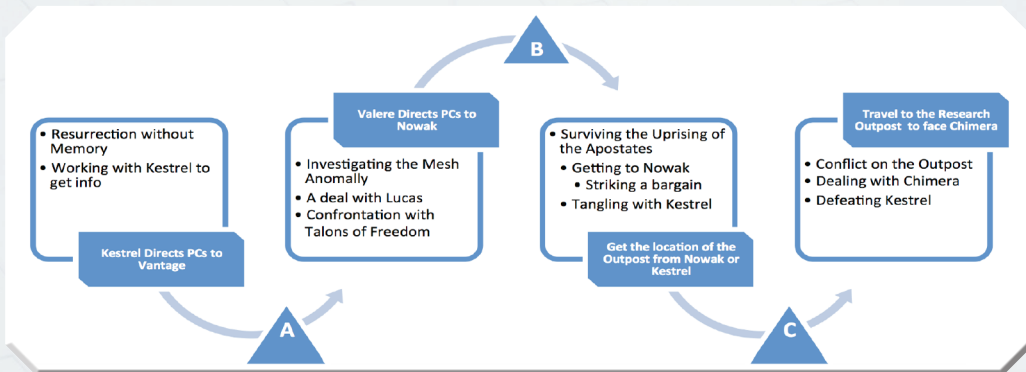 • Resurrection without
Memory
• Working with Kestrel to
get info
Kestrel Directs PCs to
Vantage
A
Valere Directs PCs to
Nowak
• Investigating the Mesh
Anomally
• A deal with Lucas
• Confrontation with
Talons of Freedom
B
• Surviving the Uprising of
the Apostates
• Getting to Nowak
• Striking a bargain
• Tangling with Kestrel
Get the location of the
Outpost from Nowak or
Kestrel
C
Travel to the Research
Outpost to face Chimera
• Conflict on the Outpost
• Dealing with Chimera
• Defeating Kestrel